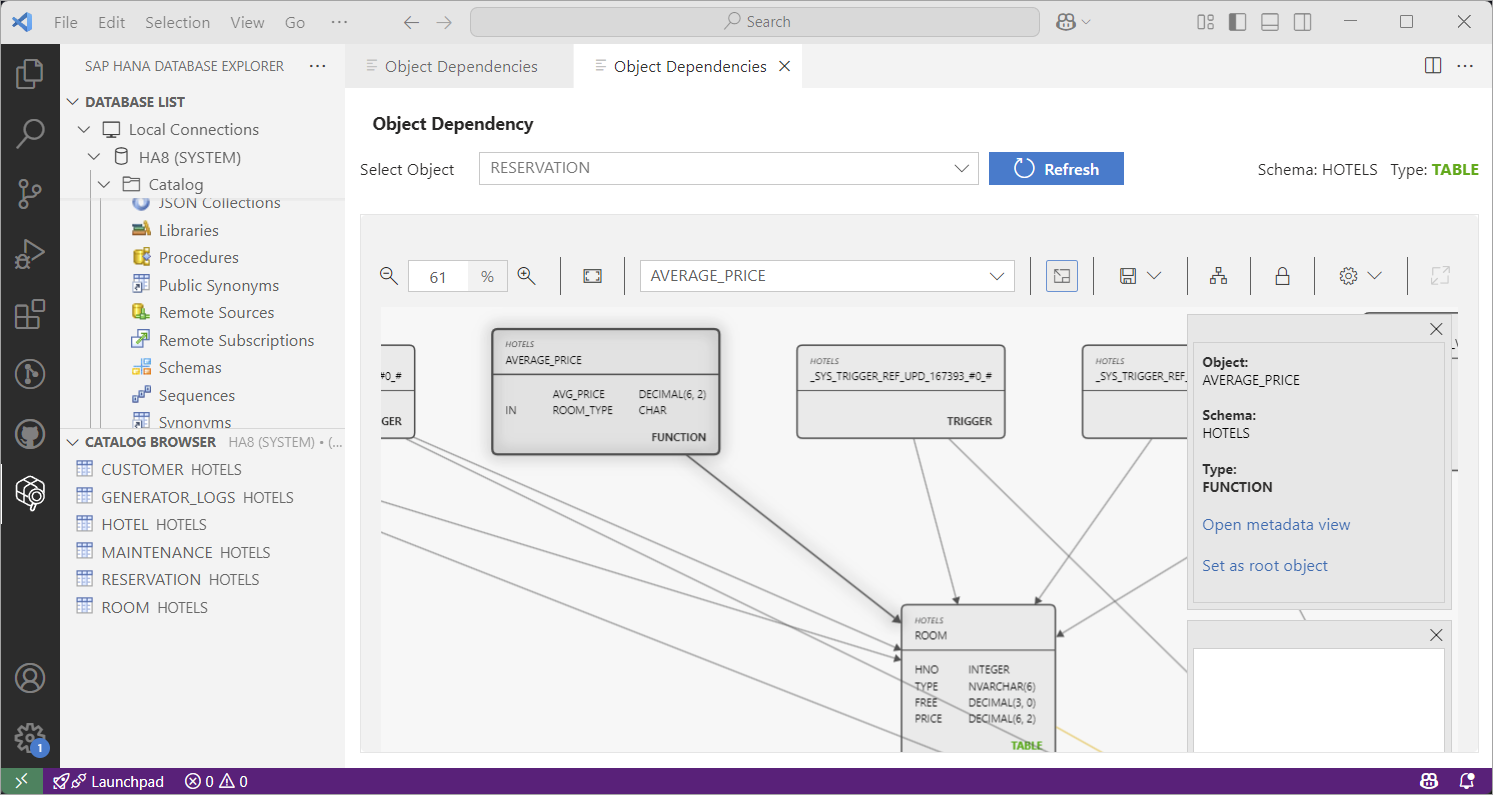 File Edit Selection View Go ···
Search
SAP HANA DATABASE EXPLORER ···
Object Dependencies
Object Dependencies
DATABASE LIST
Local Connections
HA8 (SYSTEM)
Catalog
JSON Collections
Libraries
Procedures
Public Synonyms
Remote Sources
Remote Subscriptions
Schemas
Sequences
Synonyms
CATALOG BROWSER HA8 (SYSTEM) • (...
CUSTOMER HOTELS
GENERATOR_LOGS HOTELS
HOTEL HOTELS
MAINTENANCE HOTELS
RESERVATION HOTELS
ROOM HOTELS
1
Object Dependency
Select Object RESERVATION Refresh Schema: HOTELS Type: TABLE
61 % AVERAGE_PRICE
#0_#
GER
HOTELS
AVERAGE_PRICE
AVG_PRICE DECIMAL(6, 2)
IN ROOM_TYPE CHAR
FUNCTION
HOTELS
_SYS_TRIGGER_REF_UPD_167393_#0_#
TRIGGER
HOTELS
_SYS_TRIGGER_REF_
Object:
AVERAGE_PRICE
Schema:
HOTELS
Type:
FUNCTION
Open metadata view
Set as root object
HOTELS
ROOM
HNO INTEGER
TYPE NVARCHAR(6)
FREE DECIMAL(3, 0)
PRICE DECIMAL(6, 2)
TABLE
Launchpad 0 0